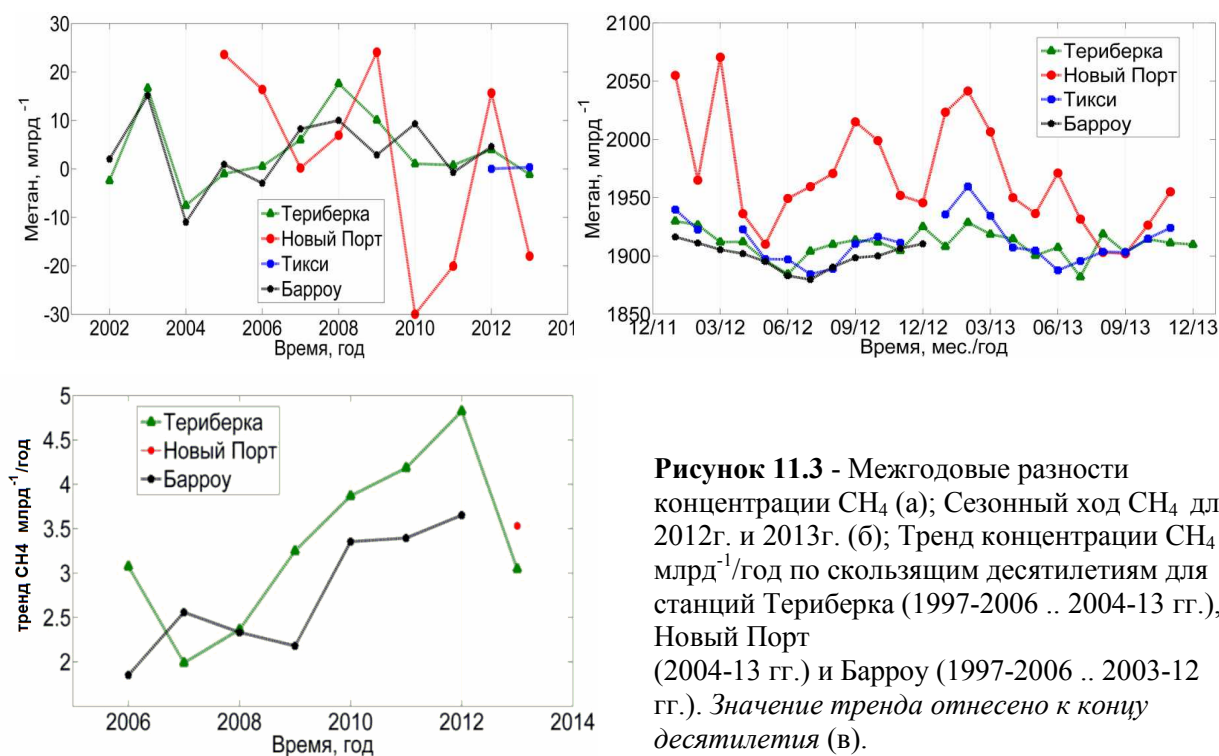 30
20
10
0
-10
-20
-30
Метан, млрд -1
Териберка
Новый Порт
Тикси
Барроу
2002 2004 2006 2008 2010 2012 201
Время, год
2100
2050
2000
1950
1900
1850
Метан, млрд -1
Териберка
Новый Порт
Тикси
Барроу
12/11 03/12 06/12 09/12 12/12 03/13 06/13 09/13 12/13
Время, мес./год
5
4.5
4
3.5
3
2.5
2
тренд СН4 млрд-1/год
Териберка
Новый Порт
Барроу
2006 2008 2010 2012 2014
Время, год
Рисунок 11.3 - Межгодовые разности
концентрации CH4 (а); Сезонный ход CH4 дл
2012г. и 2013г. (б); Тренд концентрации CH4
млрд-1/год по скользящим десятилетиям для
станций Териберка (1997-2006 .. 2004-13 гг.),
Новый Порт
(2004-13 гг.) и Барроу (1997-2006 .. 2003-12
гг.). Значение тренда отнесено к концу
десятилетия (в).